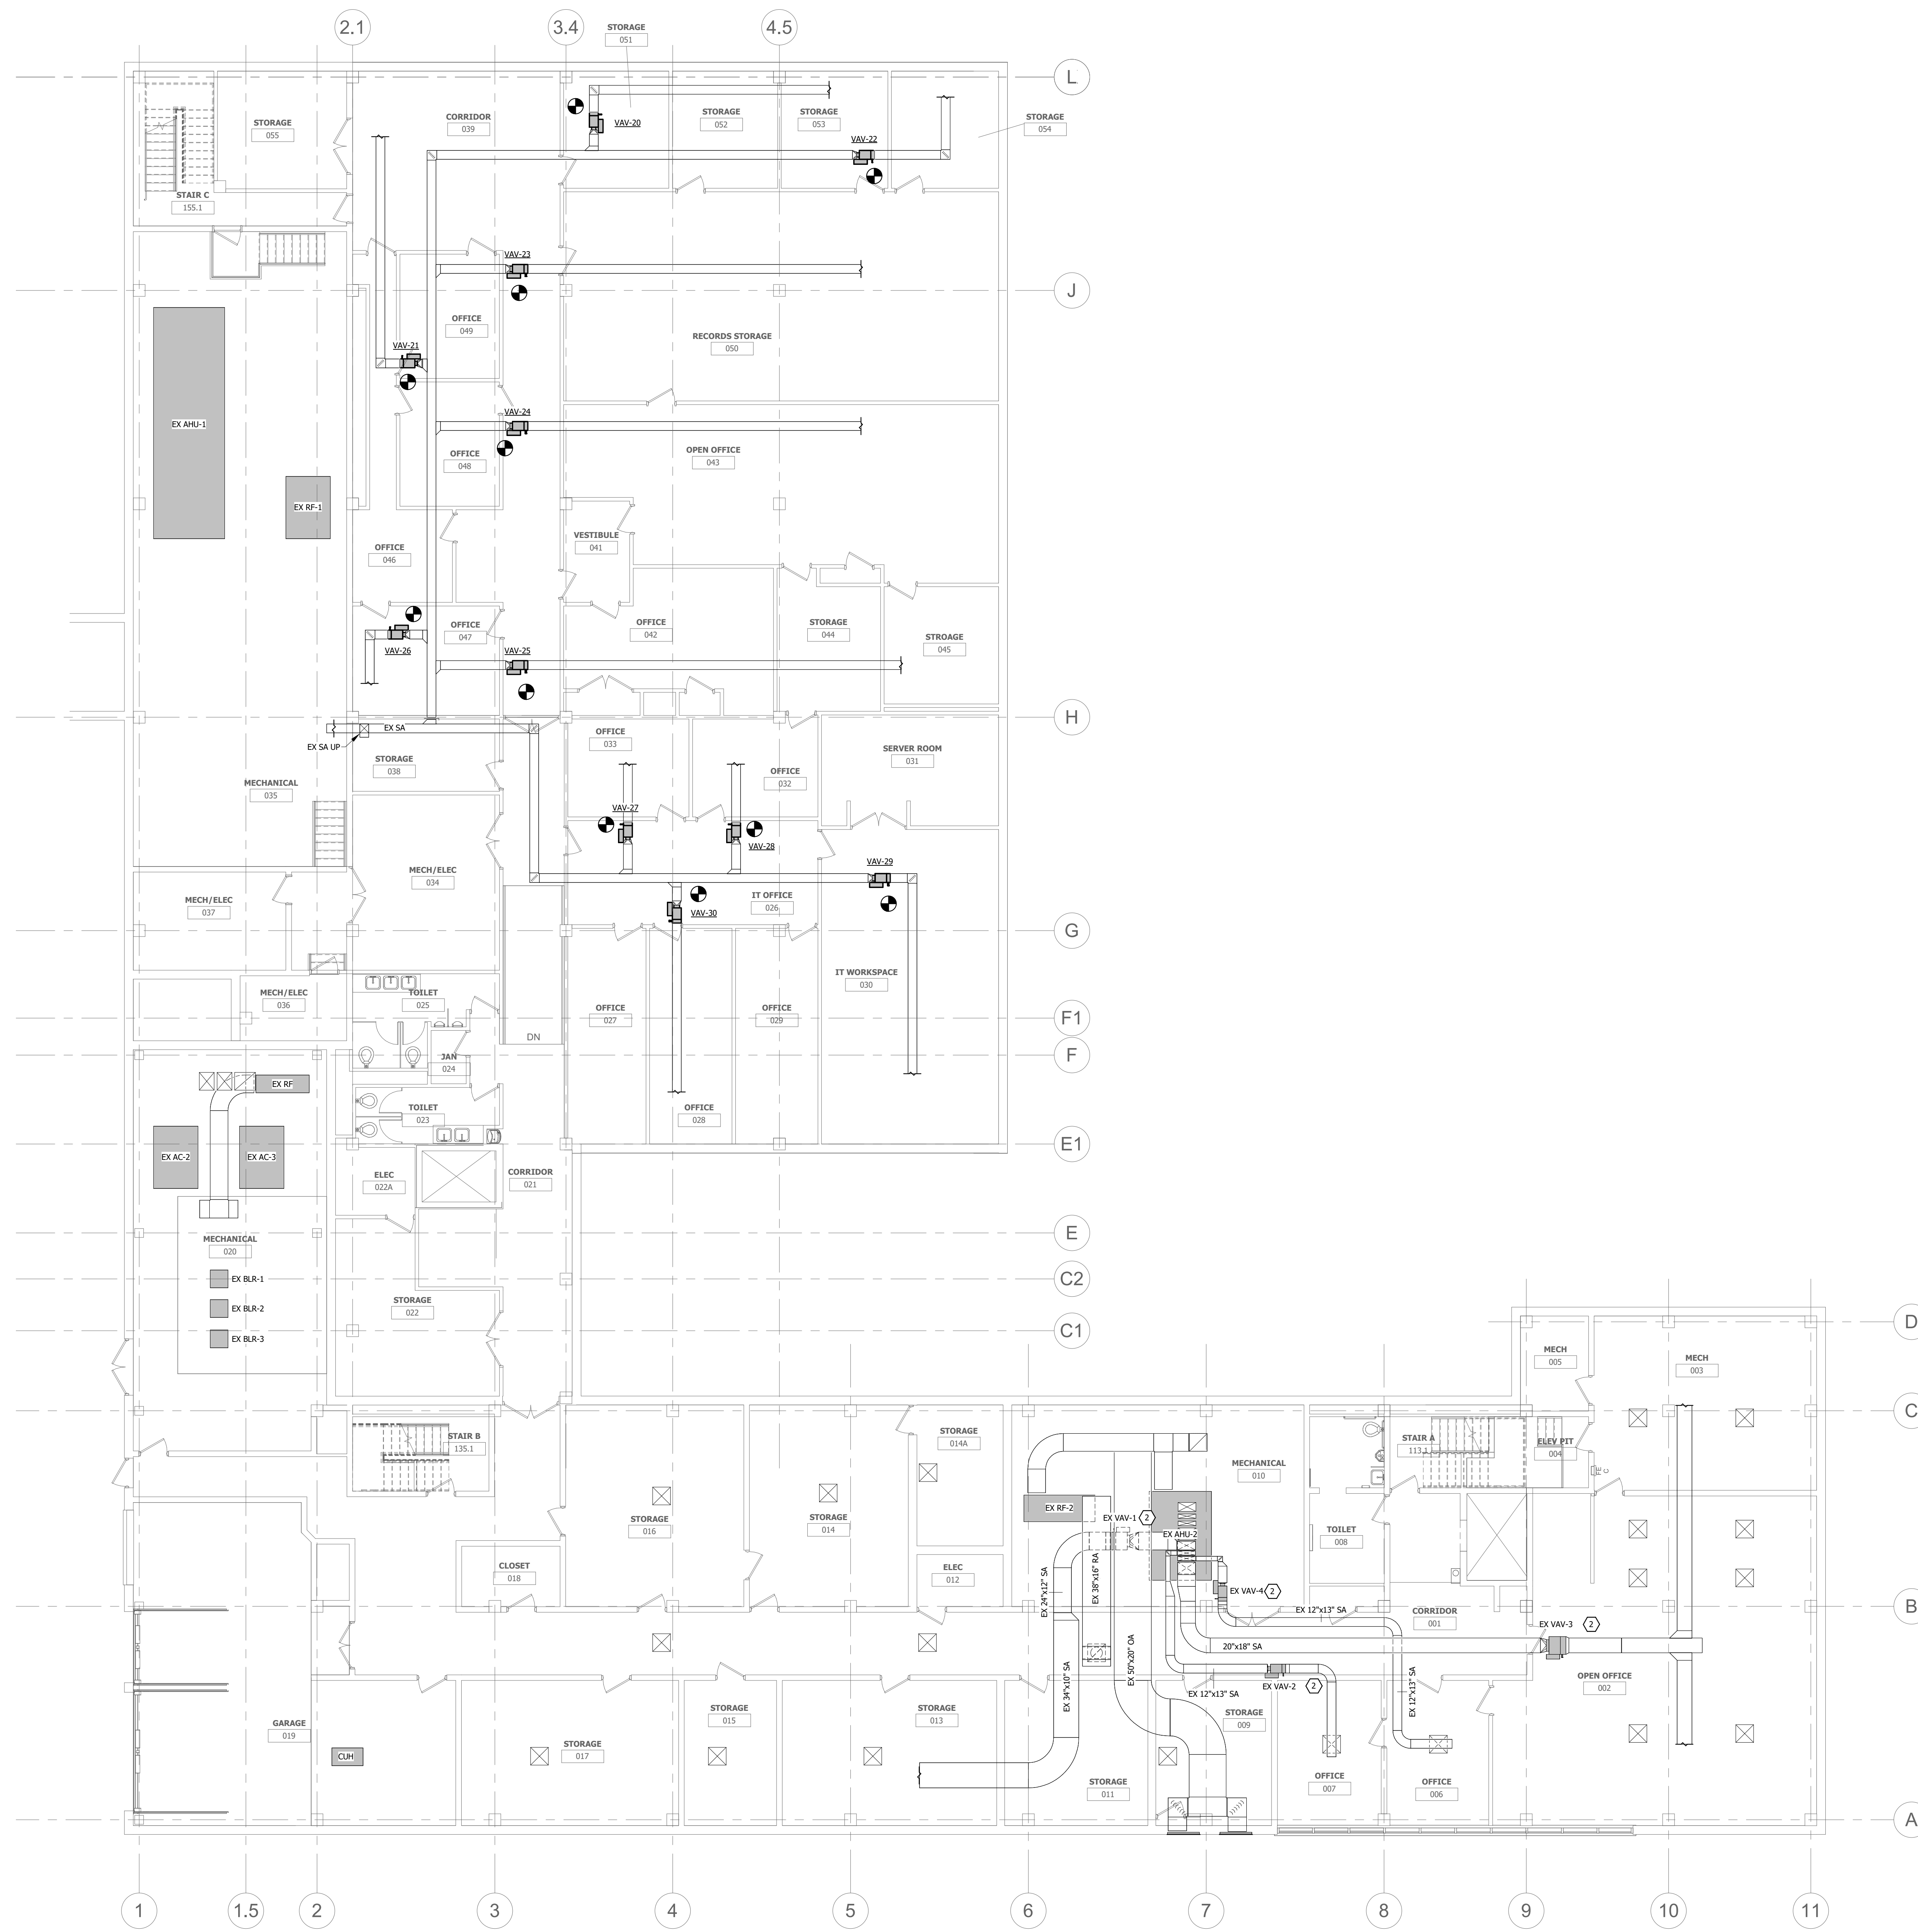 2.1
3.4
4.5
STORAGE
051
L
STORAGE
055
CORRIDOR
039
VAV-20
STORAGE
052
STORAGE
053
STORAGE
054
VAV-22
STAIR C
155.1
VAV-23
J
OFFICE
049
RECORDS STORAGE
050
VAV-21
EX AHU-1
VAV-24
OFFICE
048
OPEN OFFICE
043
EX RF-1
OFFICE
046
VESTIBULE
041
OFFICE
047
OFFICE
042
STORAGE
044
STROAGE
045
VAV-26
VAV-25
H
EX SA
EX SA UP
OFFICE
033
SERVER ROOM
031
STORAGE
038
OFFICE
032
MECHANICAL
035
VAV-27
VAV-28
VAV-29
MECH/ELEC
034
MECH/ELEC
037
IT OFFICE
026
VAV-30
G
IT WORKSPACE
030
MECH/ELEC
036
TOILET
025
OFFICE
027
OFFICE
029
F1
DN
F
JAN
024
EX RF
TOILET
023
OFFICE
028
E1
EX AC-2
EX AC-3
ELEC
022A
CORRIDOR
021
E
MECHANICAL
020
C2
EX BLR-1
EX BLR-2
EX BLR-3
STORAGE
022
C1
D
MECH
005
MECH
003
C
STAIR B
135.1
STORAGE
014A
MECHANICAL
010
STAIR A
113.1
ELEV PIT
004
FE
C
EX RF-2
EX VAV-1
2
STORAGE
016
STORAGE
014
EX AHU-2
TOILET
008
CLOSET
018
ELEC
012
EX 24"x12" SA
EX 38"x16" RA
EX VAV-4
2
EX 12"x13" SA
CORRIDOR
001
B
EX VAV-3
2
20"x18" SA
EX 50"x20" OA
EX 34"x10" SA
OPEN OFFICE
002
EX VAV-2
2
EX 12"x13" SA
EX 12"x13" SA
STORAGE
015
STORAGE
013
STORAGE
009
GARAGE
019
CUH
STORAGE
017
STORAGE
011
OFFICE
007
OFFICE
006
A
1
1.5
2
3
4
5
6
7
8
9
10
11